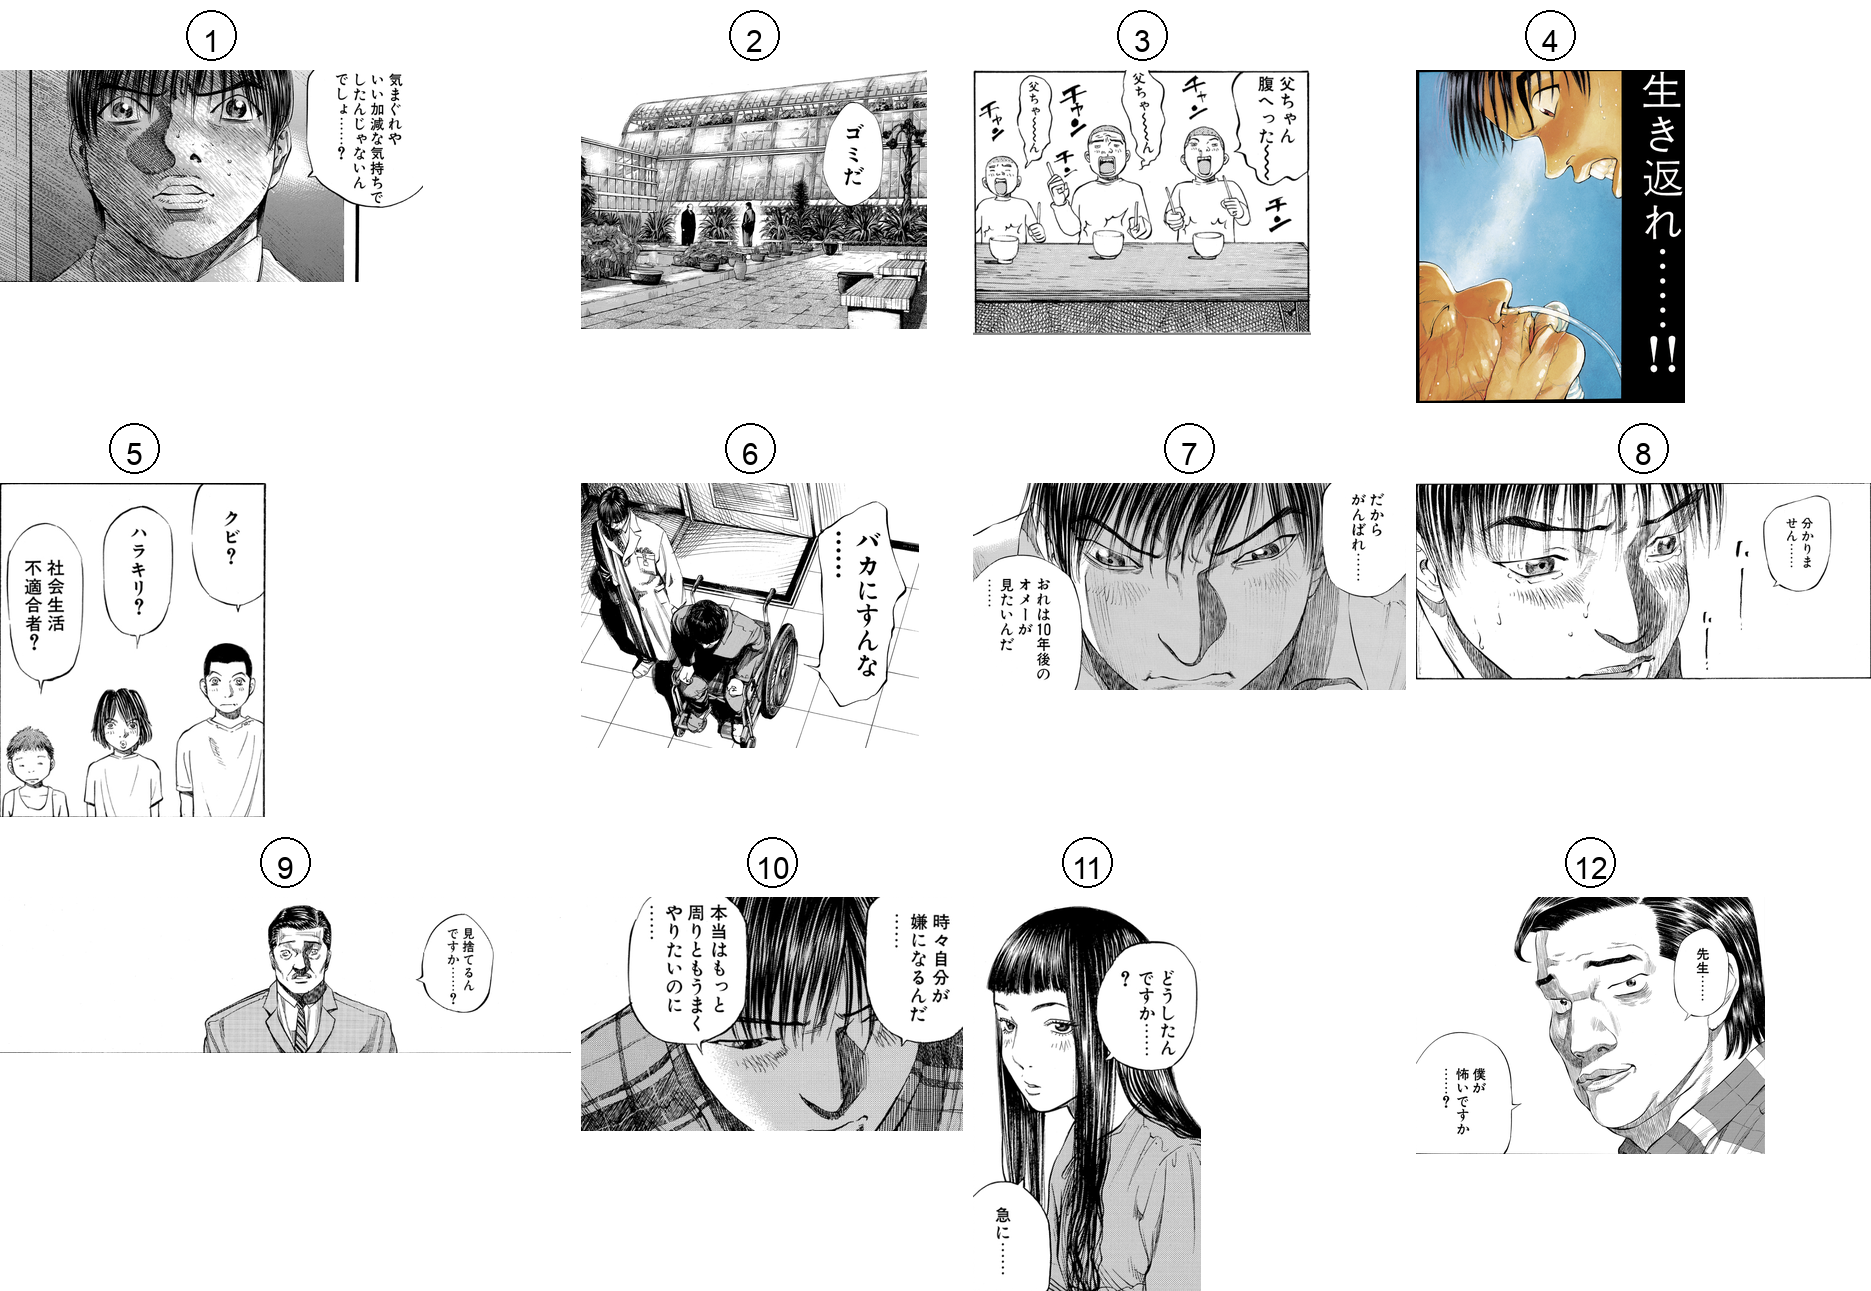 1
気まぐれや
いい加減な気持ちで
したんじゃないん
でしょ……?
2
ゴミだ
3
父ちゃん
腹へった〜〜〜
父ちゃ〜〜ん
父ちゃ〜〜ん
チャン
チャン
チャン
チン
チン
4
生き返れ……!!
5
クビ?
ハラキリ?
社会生活
不適合者?
6
バカにすんな
……
7
だから
がんばれ……
おれは10年後の
オメーが
見たいんだ
……
8
分かりま
せん……
9
見捨てるん
ですか……?
10
時々自分が
嫌になるんだ
……
本当はもっと
周りともうまく
やりたいのに
……
11
どうしたん
ですか……
?
急に……
12
先生……
僕が
怖いですか
……?